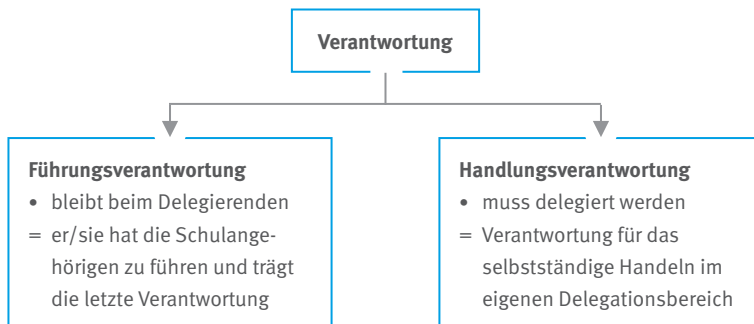 Verantwortung
Führungsverantwortung
• bleibt beim Delegierenden
= er/sie hat die Schulange-
hörigen zu führen und trägt
die letzte Verantwortung
Handlungsverantwortung
• muss delegiert werden
= Verantwortung für das
selbstständige Handeln im
eigenen Delegationsbereich